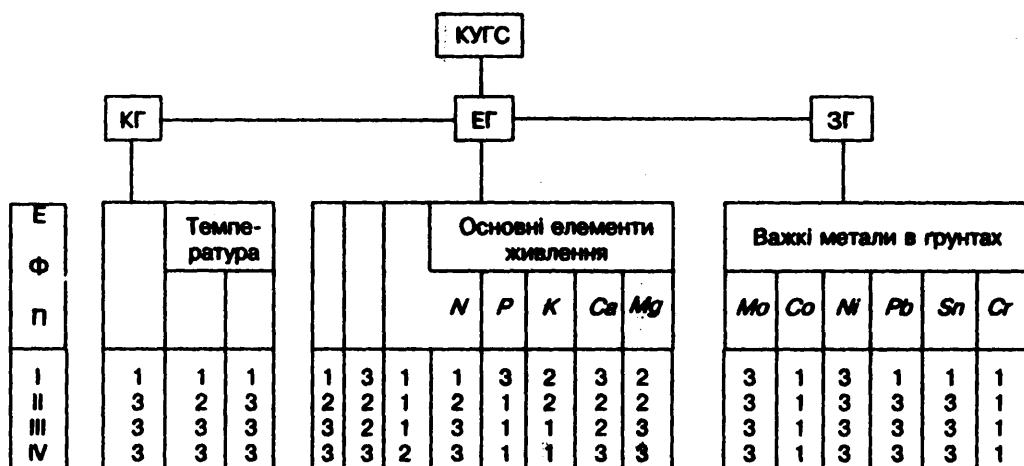 КУГС
КГ ЕГ ЗГ
Е
Ф
П
Темпе-
ратура
Основні елементи
живлення
Важкі метали в ґрунтах
N P K Ca Mg Mo Co Ni Pb Sn Cr
I 1 1 1 1 3 1 1 3 2 3 2 3 1 3 1 1 1
II 3 2 3 2 2 1 2 1 2 2 2 3 1 3 3 3 1
III 3 3 3 3 2 1 3 1 1 2 3 3 1 3 3 3 1
IV 3 3 3 3 3 2 3 1 1 3 3 3 1 3 3 3 1